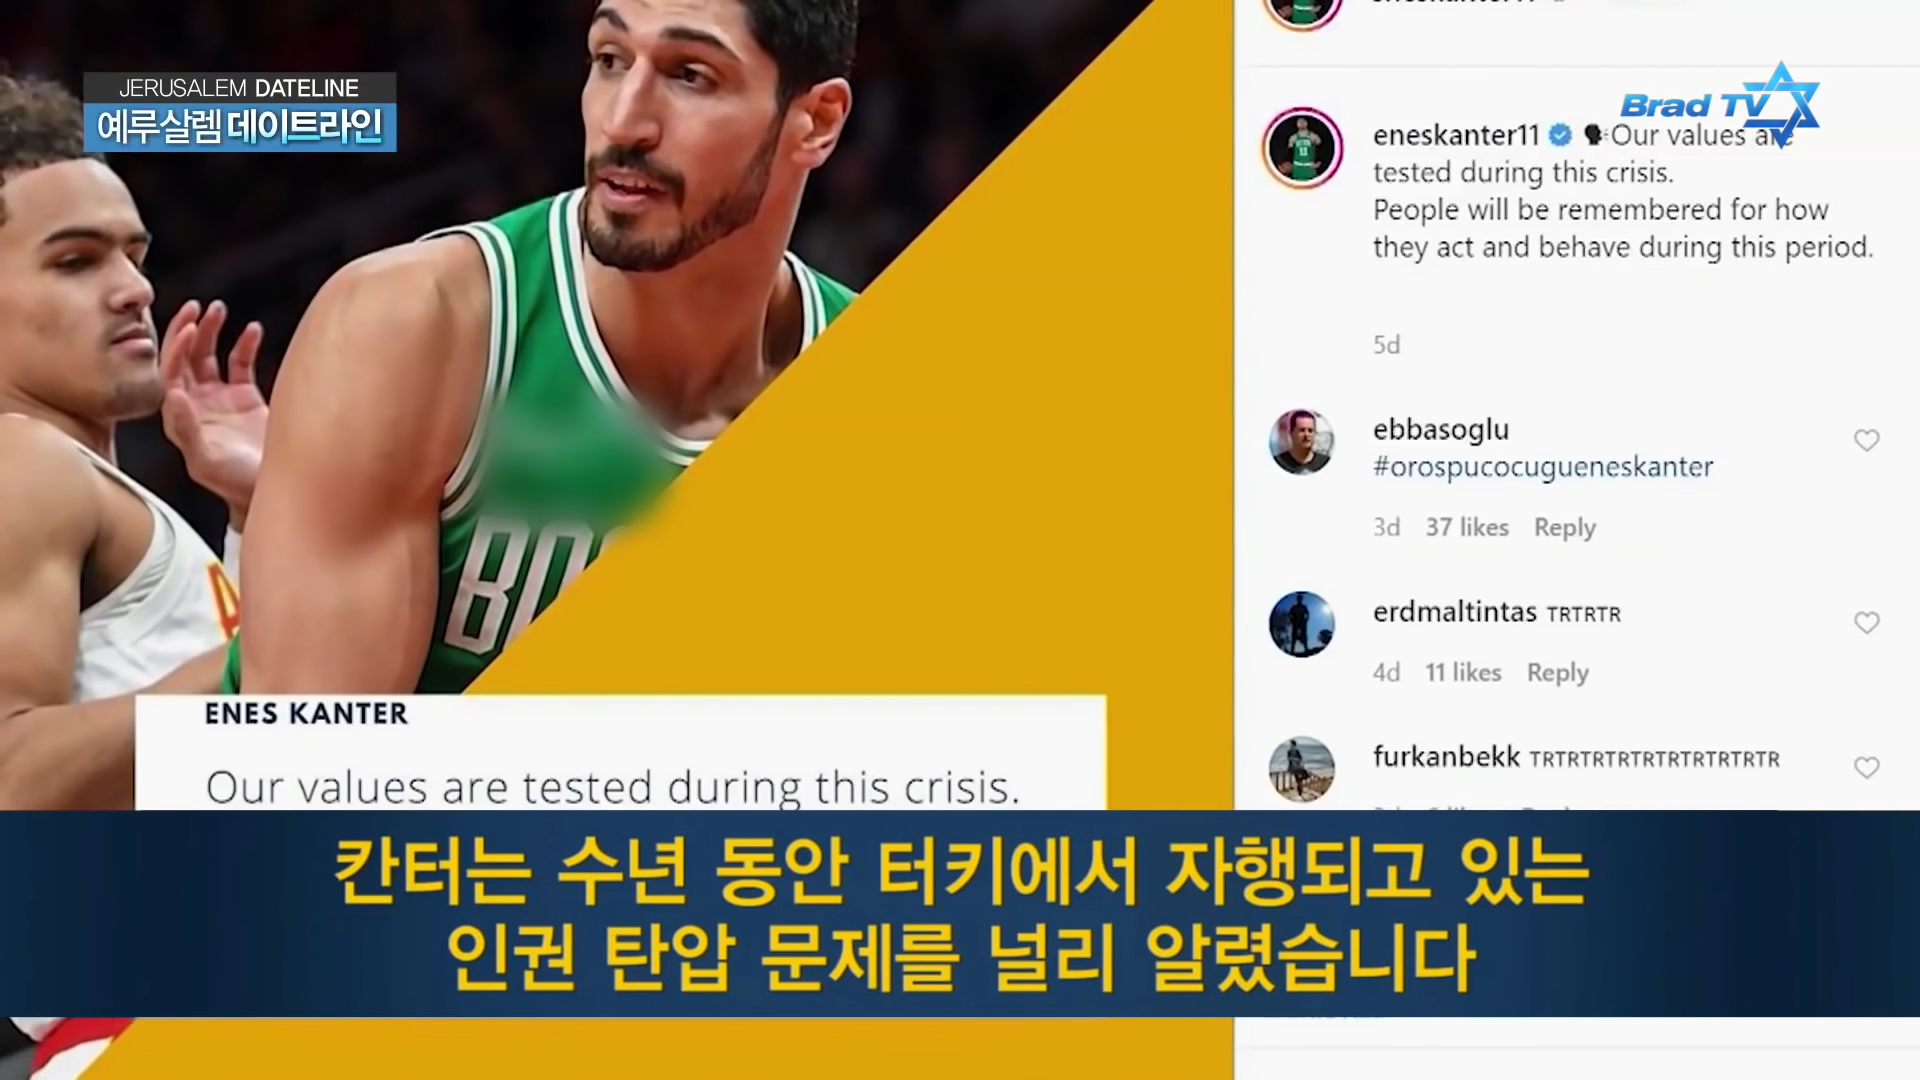 JERUSALEM DATELINE
예루살렘 데이트라인
Brad TV
eneskanter11 Our values are
tested during this crisis.
People will be remembered for how
they act and behave during this period.
5d
ebbasoglu
#orospucocugueneskanter
3d 37 likes Reply
erdmaltintas TRTRTR
4d 11 likes Reply
furkanbekk TRTRTRTRTRTRTRTRTRTR
ENES KANTER
Our values are tested during this crisis.
칸터는 수년 동안 터키에서 자행되고 있는
인권 탄압 문제를 널리 알렸습니다